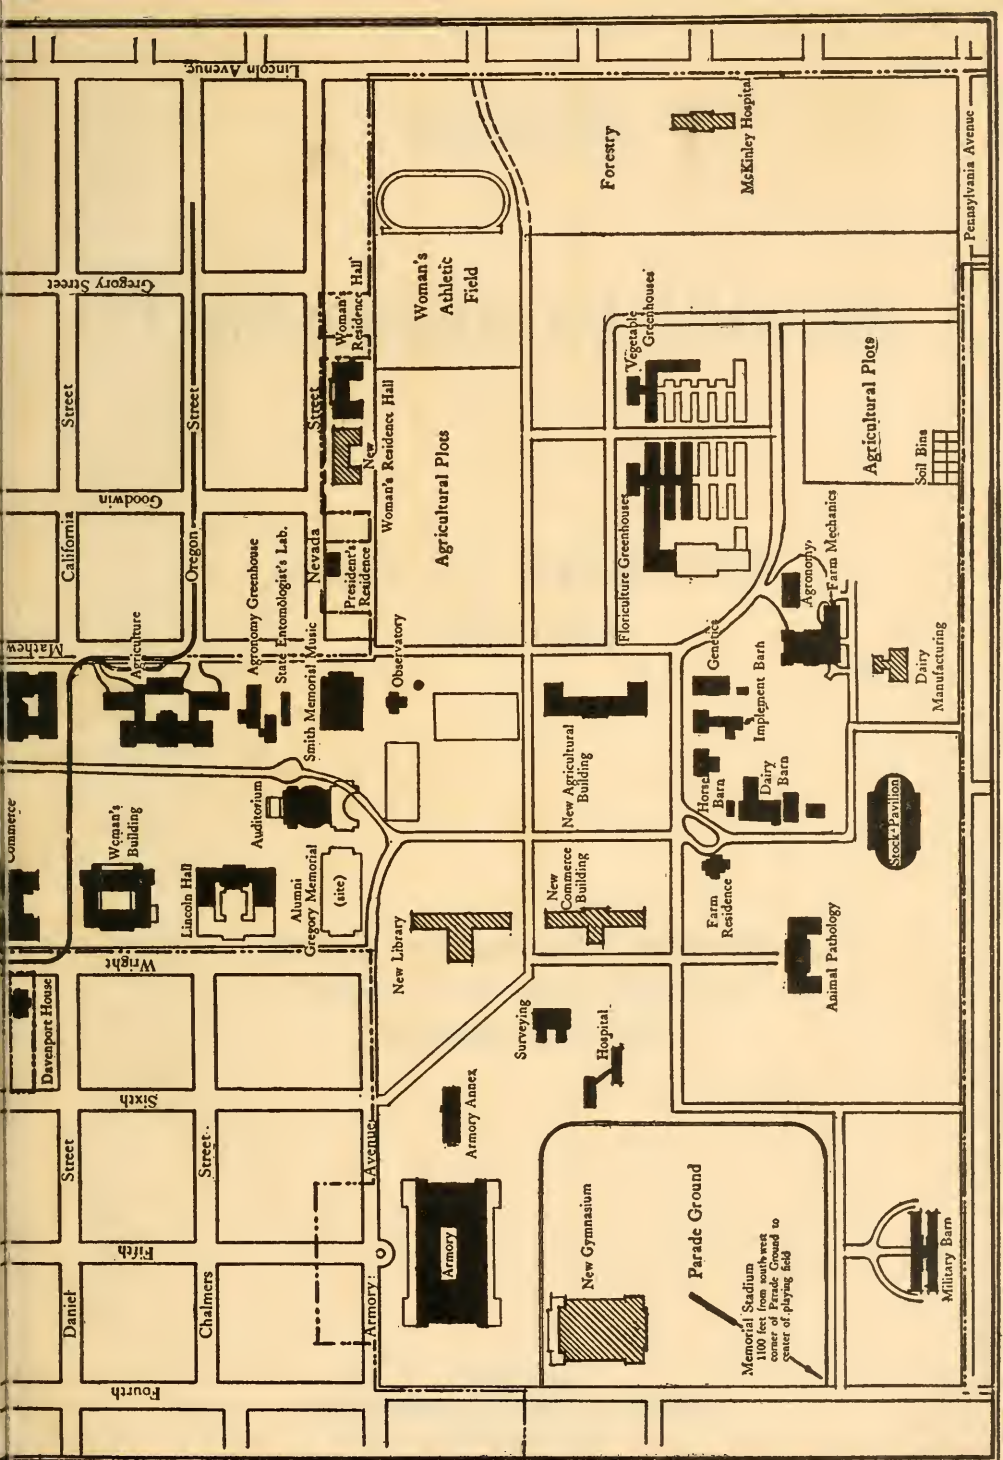 Lincoln Avenue
Gregory Street
Goodwin
Mathew
Street
California
Street
Oregon
Street
Nevada
Wright
Sixth
Fifth
Fourth
Street
Daniel
Street
Chalmers
Avenue
Armory
Pennsylvania Avenue
Forestry
McKinley Hospital
Woman's
Athletic
Field
Woman's
Residence Hall
New
Woman's Residence Hall
President's
Residence
Agricultural Plots
Vegetable
Greenhouses
Floriculture Greenhouses
Agricultural Plots
Soil Bins
Agronomy
Farm Mechanics
Genetics
Implement Barn
Dairy
Manufacturing
Horse
Barn
Dairy
Barn
Stock Pavilion
Farm
Residence
Animal Pathology
Agriculture
Agronomy Greenhouse
State Entomologist's Lab.
Smith Memorial Music
Observatory
New Agricultural
Building
Commerce
Woman's
Building
Lincoln Hall
Auditorium
Alumni
Gregory Memorial
(site)
New Library
New
Commerce
Building
Davenport House
Surveying
Hospital
Armory Annex
Armory
New Gymnasium
Parade Ground
Memorial Stadium
1100 feet from southwest
corner of Parade Ground to
center of playing field
Military Barn